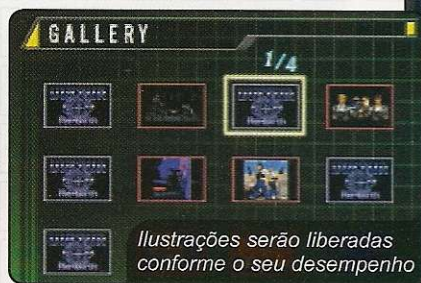 GALLERY
1/4
Ilustrações serão liberadas
conforme o seu desempenho